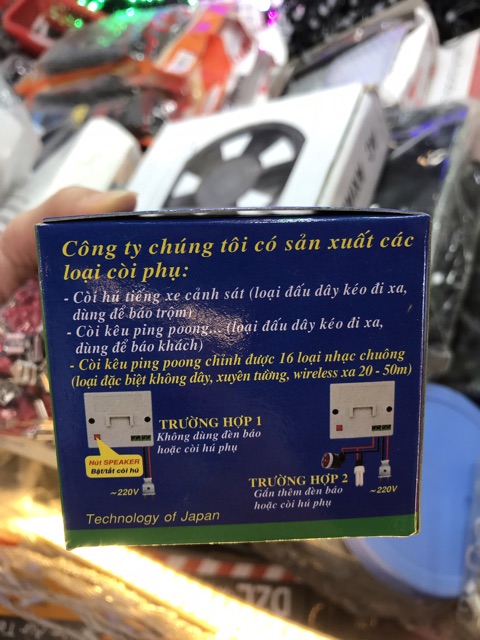 Công ty chúng tôi có sản xuất các
loại còi phụ:
- Còi hú tiếng xe cảnh sát (loại đấu dây kéo đi xa,
dùng để báo trộm)
- Còi kêu ping poong... (loại đấu dây kéo đi xa,
dùng để báo khách)
- Còi kêu ping poong chỉnh được 16 loại nhạc chuông
(loại đặc biệt không dây, xuyên tường, wireless xa 20 - 50m)
TRƯỜNG HỢP 1
Không dùng đèn báo
hoặc còi hú phụ
Nút SPEAKER
Bật/tắt còi hú
~220V
TRƯỜNG HỢP 2
Gắn thêm đèn báo
hoặc còi hú phụ
~220V
Technology of Japan